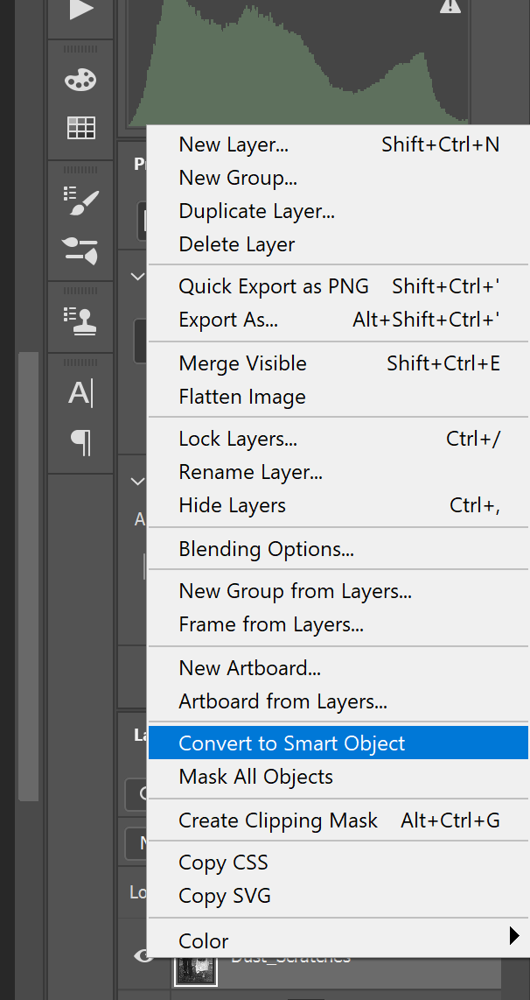 New Layer... Shift+Ctrl+N
New Group...
Duplicate Layer...
Delete Layer
Quick Export as PNG Shift+Ctrl+'
Export As... Alt+Shift+Ctrl+'
Merge Visible Shift+Ctrl+E
Flatten Image
Lock Layers... Ctrl+/
Rename Layer...
Hide Layers Ctrl+,
Blending Options...
New Group from Layers...
Frame from Layers...
New Artboard...
Artboard from Layers...
Convert to Smart Object
Mask All Objects
Create Clipping Mask Alt+Ctrl+G
Copy CSS
Copy SVG
Color
Dust_Scratches